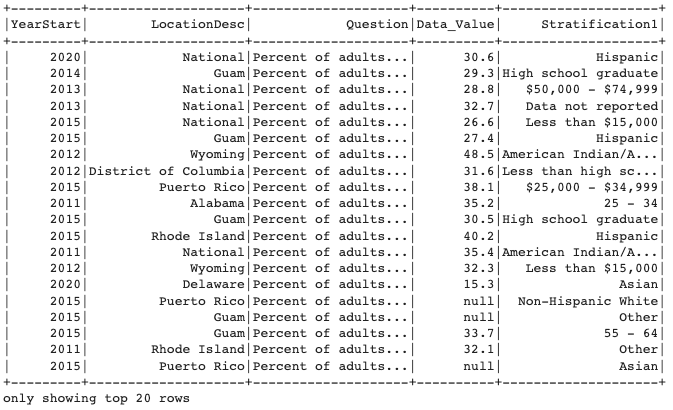 +---------+--------------------+--------------------+----------+--------------------+
|YearStart|        LocationDesc|            Question|Data_Value|     Stratification1|
+---------+--------------------+--------------------+----------+--------------------+
|     2020|            National|Percent of adults...|      30.6|            Hispanic|
|     2014|                Guam|Percent of adults...|      29.3|High school graduate|
|     2013|            National|Percent of adults...|      28.8|   $50,000 - $74,999|
|     2013|            National|Percent of adults...|      32.7|   Data not reported|
|     2015|            National|Percent of adults...|      26.6|   Less than $15,000|
|     2015|                Guam|Percent of adults...|      27.4|            Hispanic|
|     2012|             Wyoming|Percent of adults...|      48.5|American Indian/A...|
|     2012|District of Columbia|Percent of adults...|      31.6|Less than high sc...|
|     2015|         Puerto Rico|Percent of adults...|      38.1|   $25,000 - $34,999|
|     2011|             Alabama|Percent of adults...|      35.2|             25 - 34|
|     2015|                Guam|Percent of adults...|      30.5|High school graduate|
|     2015|        Rhode Island|Percent of adults...|      40.2|            Hispanic|
|     2011|            National|Percent of adults...|      35.4|American Indian/A...|
|     2012|             Wyoming|Percent of adults...|      32.3|   Less than $15,000|
|     2020|            Delaware|Percent of adults...|      15.3|               Asian|
|     2015|         Puerto Rico|Percent of adults...|      null|  Non-Hispanic White|
|     2015|                Guam|Percent of adults...|      null|               Other|
|     2015|                Guam|Percent of adults...|      33.7|             55 - 64|
|     2011|        Rhode Island|Percent of adults...|      32.1|               Other|
|     2015|         Puerto Rico|Percent of adults...|      null|               Asian|
+---------+--------------------+--------------------+----------+--------------------+
only showing top 20 rows